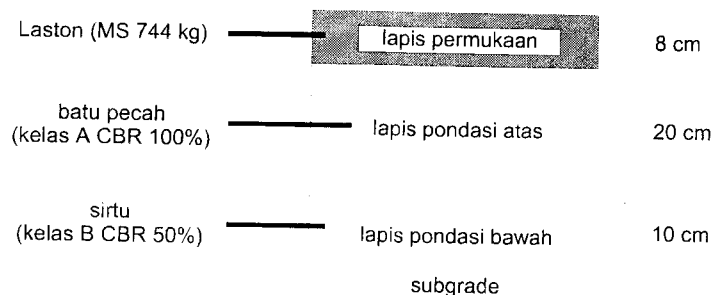 Laston (MS 744 kg) lapis permukaan 8 cm
batu pecah
(kelas A CBR 100%) lapis pondasi atas 20 cm
sirtu
(kelas B CBR 50%) lapis pondasi bawah 10 cm
subgrade